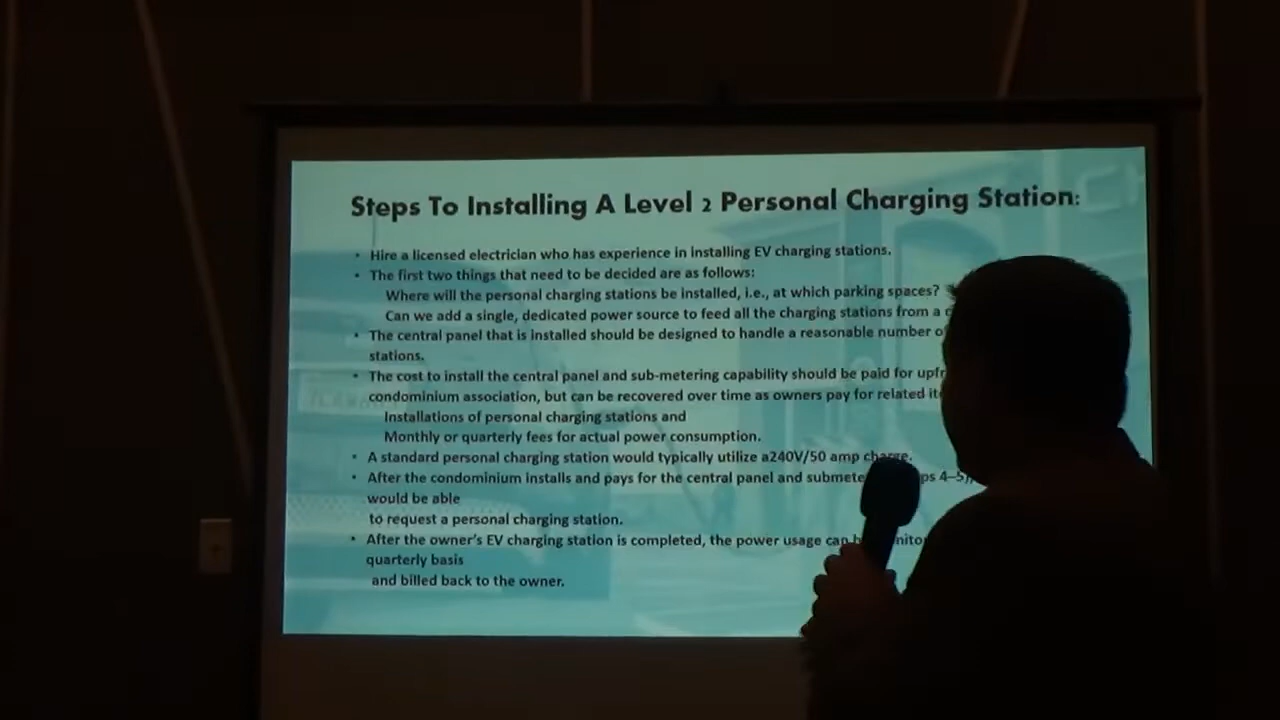 Steps To Installing A Level 2 Personal Charging Station:
• Hire a licensed electrician who has experience in installing EV charging stations.
• The first two things that need to be decided are as follows:
Where will the personal charging stations be installed, i.e., at which parking spaces?
Can we add a single, dedicated power source to feed all the charging stations from a
• The central panel that is installed should be designed to handle a reasonable number
stations.
• The cost to install the central panel and sub-metering capability should be paid for
condominium association, but can be recovered over time as owners pay for related
Installations of personal charging stations and
Monthly or quarterly fees for actual power consumption.
• A standard personal charging station would typically utilize a240V/50 amp charge.
• After the condominium installs and pays for the central panel and 4–5),
would be able
to request a personal charging station.
• After the owner's EV charging station is completed, the power usage can
quarterly basis
and billed back to the owner.